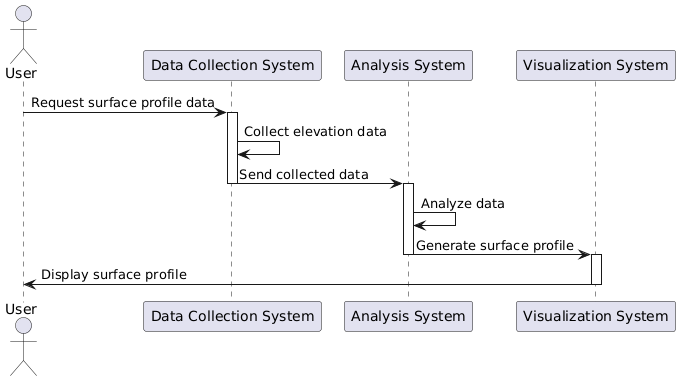 User
Data Collection System
Analysis System
Visualization System
Request surface profile data
Collect elevation data
Send collected data
Analyze data
Generate surface profile
Display surface profile
User
Data Collection System
Analysis System
Visualization System